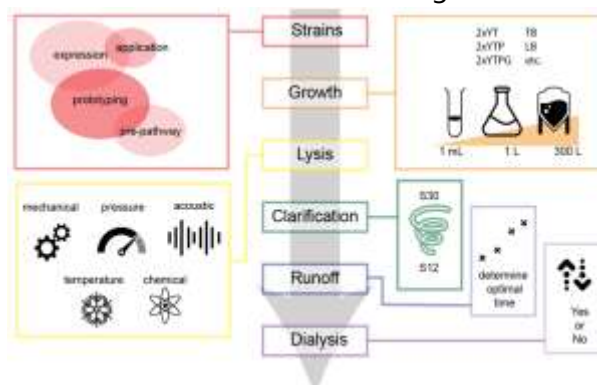 Strains
expression
application
prototyping
pre-pathway
Growth
2xYT TB
2xYTP LB
2xYTPG etc.
1 mL 1 L 300 L
Lysis
mechanical pressure acoustic
temperature chemical
Clarification
S30
S12
Runoff
determine
optimal
time
Dialysis
Yes
or
No